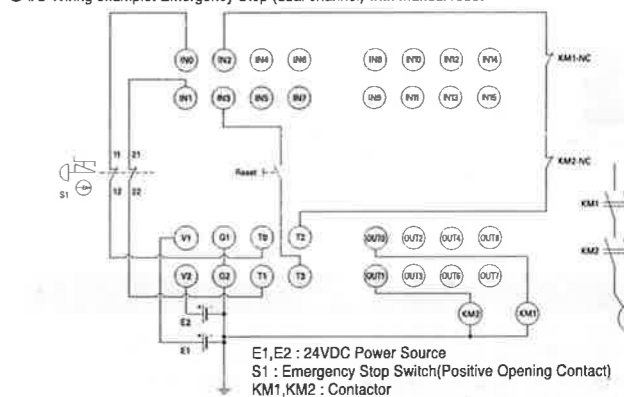 I/O Wiring example: Emergency Stop (dual channel) with manual reset
IN0 IN2 IN4 IN6 IN8 IN10 IN12 IN14
KM1-NC
IN1 IN3 IN5 IN7 IN9 IN11 IN13 IN15
11 21
KM2-NC
Reset
S1
12 22
KM1
V1 G1 T0 T2 OUT0 OUT2 OUT4
KM2
V2 G2 T1 T3 OUT1 OUT3 OUT7
E2
KM2 KM1
E1
E1,E2 : 24VDC Power Source
S1 : Emergency Stop Switch(Positive Opening Contact)
KM1,KM2 : Contactor